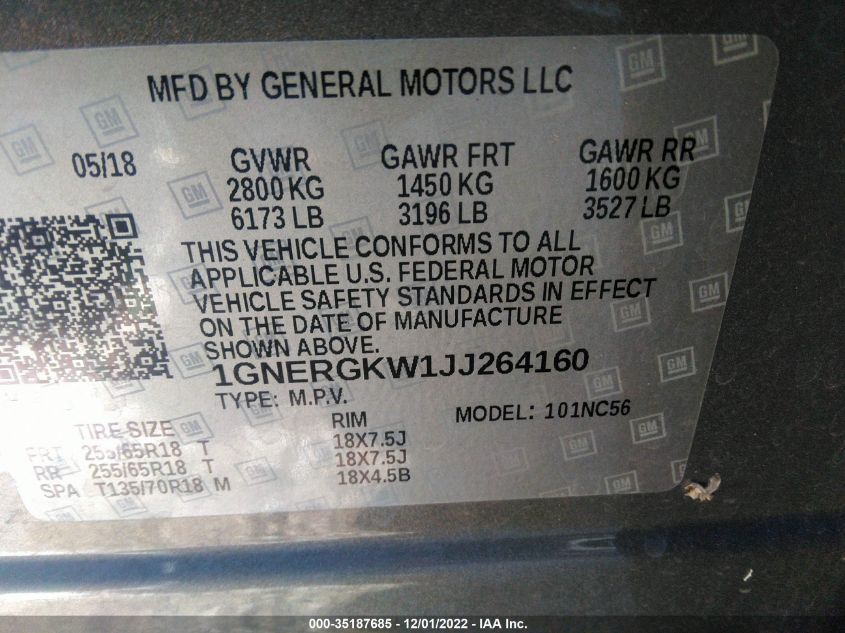 MFD BY GENERAL MOTORS LLC
05/18 GVWR GAWR FRT GAWR RR
2800 KG 1450 KG 1600 KG
6173 LB 3196 LB 3527 LB
THIS VEHICLE CONFORMS TO ALL
APPLICABLE U.S. FEDERAL MOTOR
VEHICLE SAFETY STANDARDS IN EFFECT
ON THE DATE OF MANUFACTURE
SHOWN ABOVE.
1GNERGKW1JJ264160
TYPE: M.P.V. MODEL: 101NC56
TIRE SIZE RIM
FRT 255/65R18 T 18X7.5J
RR 255/65R18 T 18X7.5J
SPA T135/70R18 M 18X4.5B
GM
000-35187685 - 12/01/2022 - IAA Inc.